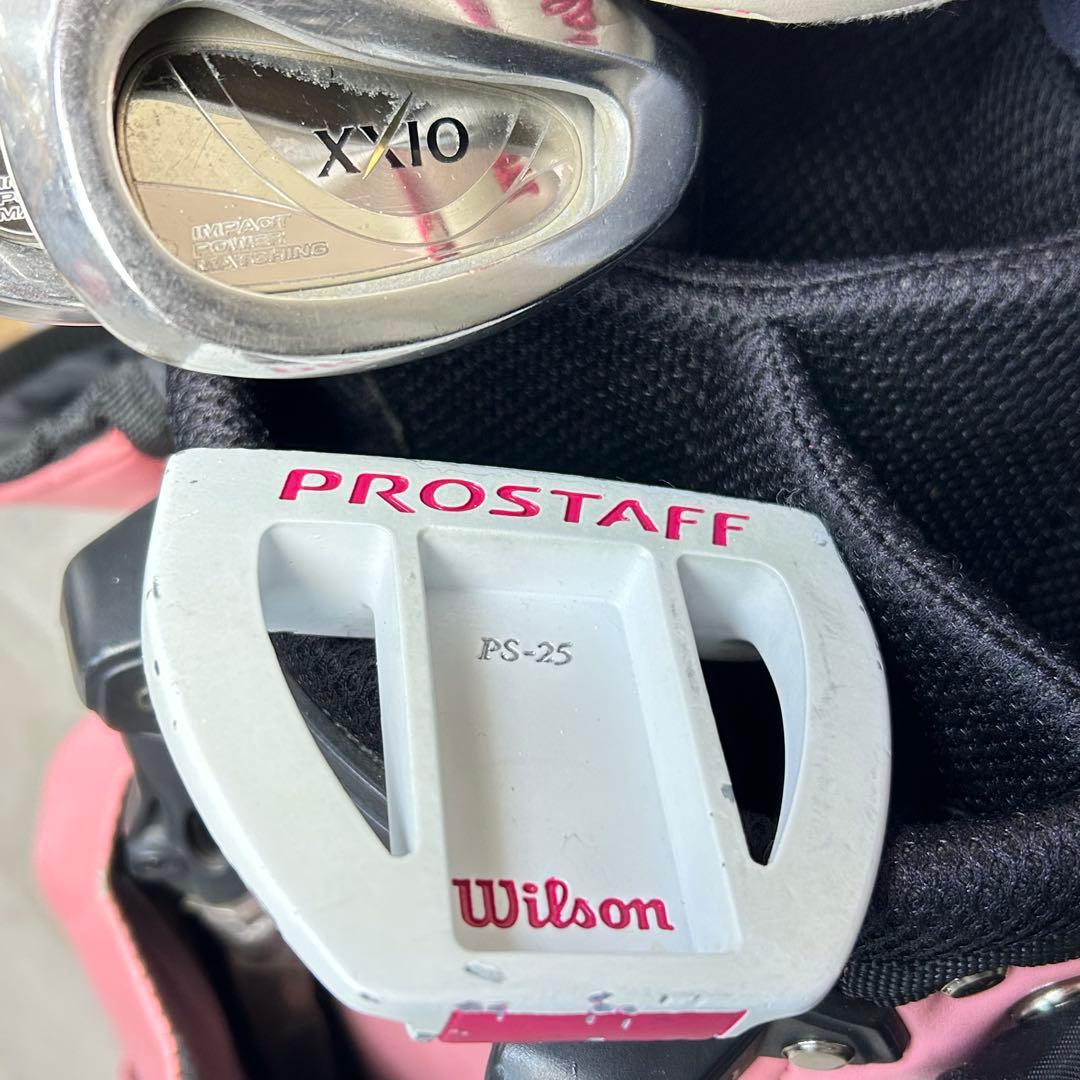 XXIO
IMPACT
POWER
MATCHING
PROSTAFF
PS-25
Wilson